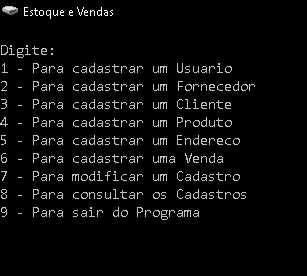 Estoque e Vendas
Digite:
1 - Para cadastrar um Usuario
2 - Para cadastrar um Fornecedor
3 - Para cadastrar um Cliente
4 - Para cadastrar um Produto
5 - Para cadastrar um Endereco
6 - Para cadastrar uma Venda
7 - Para modificar um Cadastro
8 - Para consultar os Cadastros
9 - Para sair do Programa